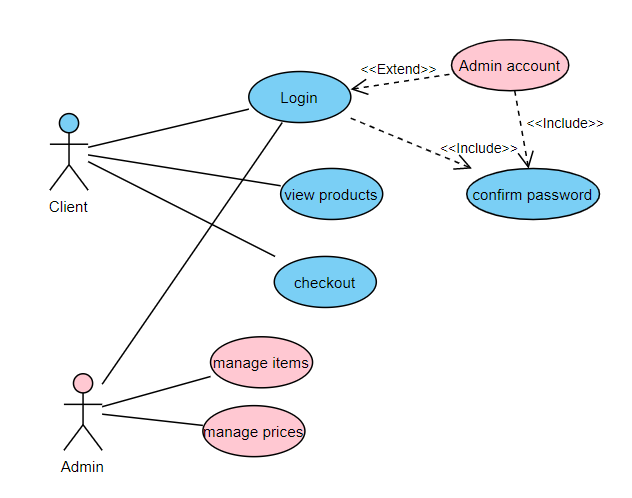 Admin account
<<Extend>>
Login
<<Include>>
<<Include>>
Client
view products
confirm password
checkout
manage items
manage prices
Admin